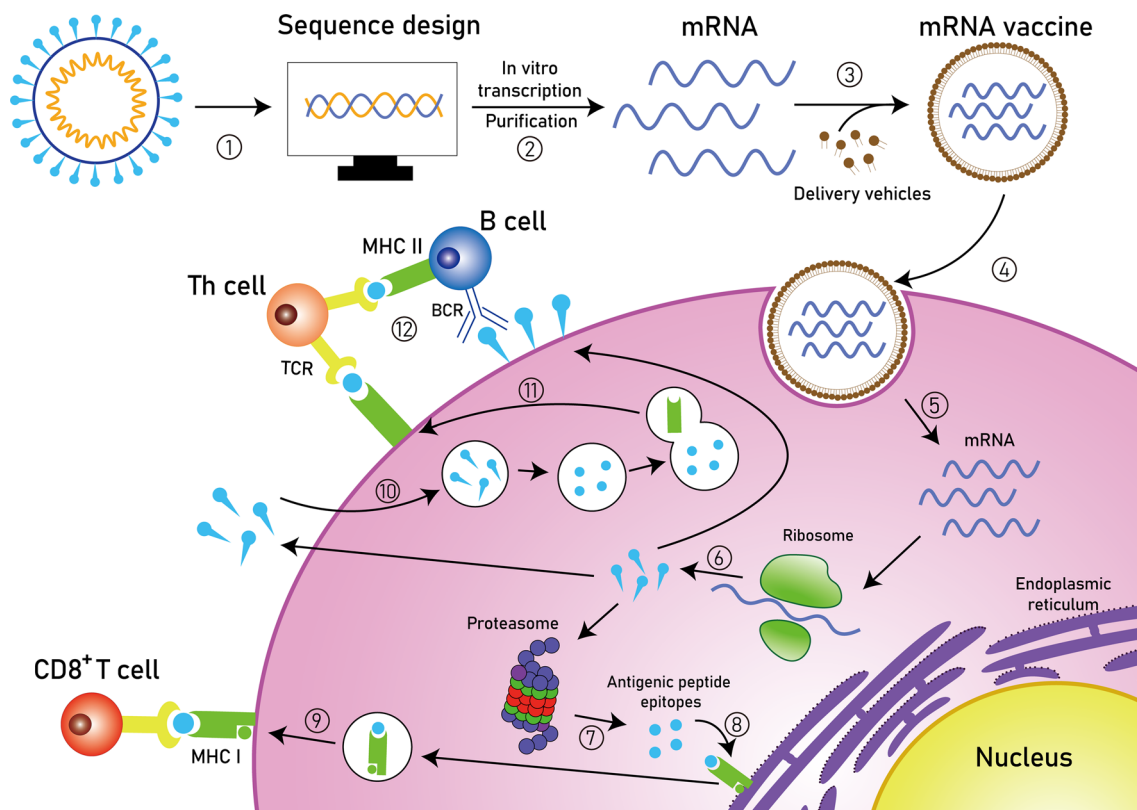 Sequence design
mRNA
mRNA vaccine
In vitro
transcription
Purification
①
②
③
Delivery vehicles
④
B cell
MHC II
Th cell
BCR
⑫
TCR
⑪
⑤
mRNA
⑩
Ribosome
⑥
Endoplasmic
reticulum
Proteasome
CD8⁺ T cell
Antigenic peptide
epitopes
⑨
⑦
⑧
MHC I
Nucleus